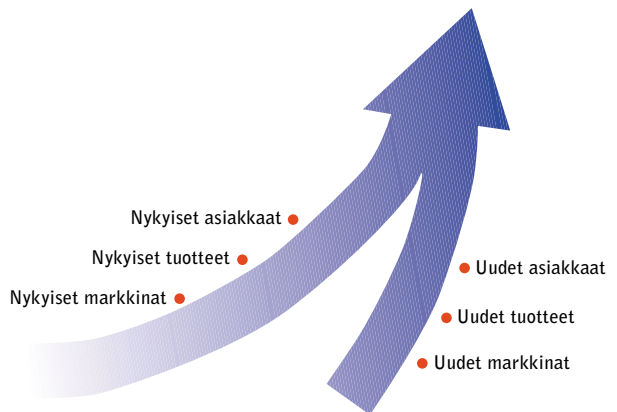 Nykyiset asiakkaat
Nykyiset tuotteet
Nykyiset markkinat
Uudet asiakkaat
Uudet tuotteet
Uudet markkinat